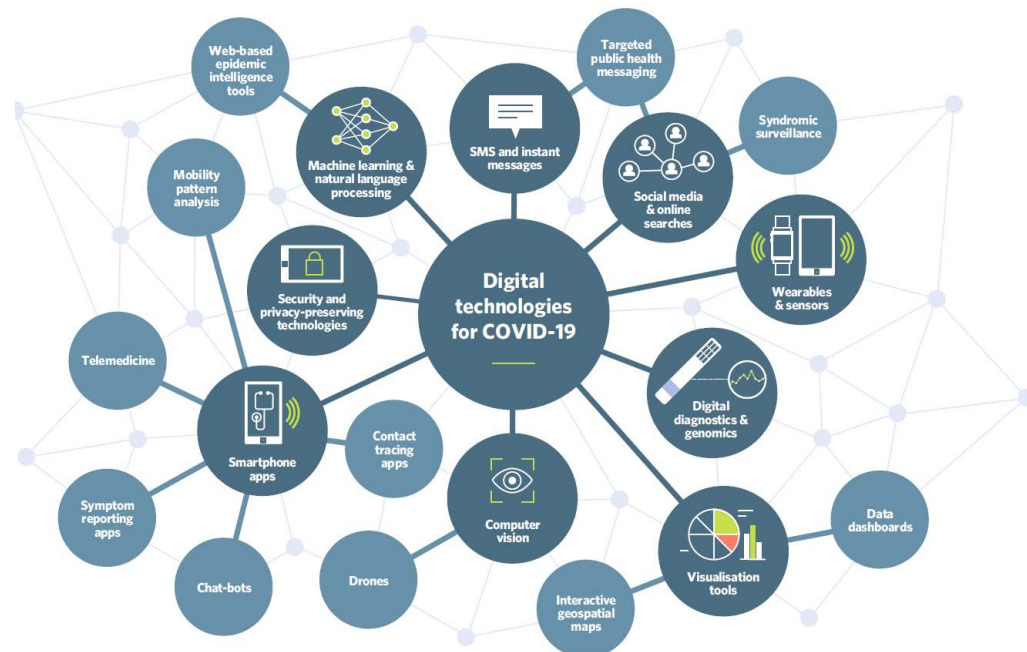 Web-based
epidemic
intelligence
tools
Targeted
public health
messaging
Syndromic
surveillance
SMS and instant
messages
Machine learning &
natural language
processing
Social media
& online
searches
Mobility
pattern
analysis
Digital
technologies
for COVID-19
Security and
privacy-preserving
technologies
Wearables
& sensors
Telemedicine
Digital
diagnostics &
genomics
Smartphone
apps
Contact
tracing
apps
Computer
vision
Symptom
reporting
apps
Data
dashboards
Visualisation
tools
Chat-bots
Drones
Interactive
geospatial
maps